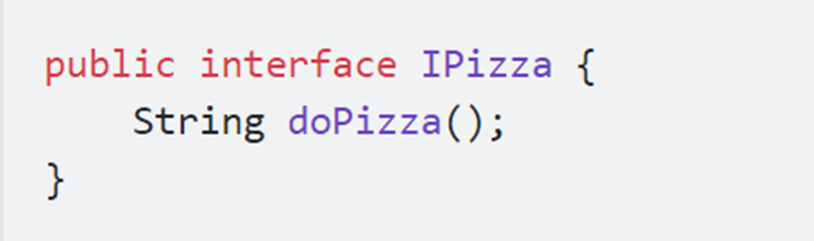 public interface IPizza {
    String doPizza();
}